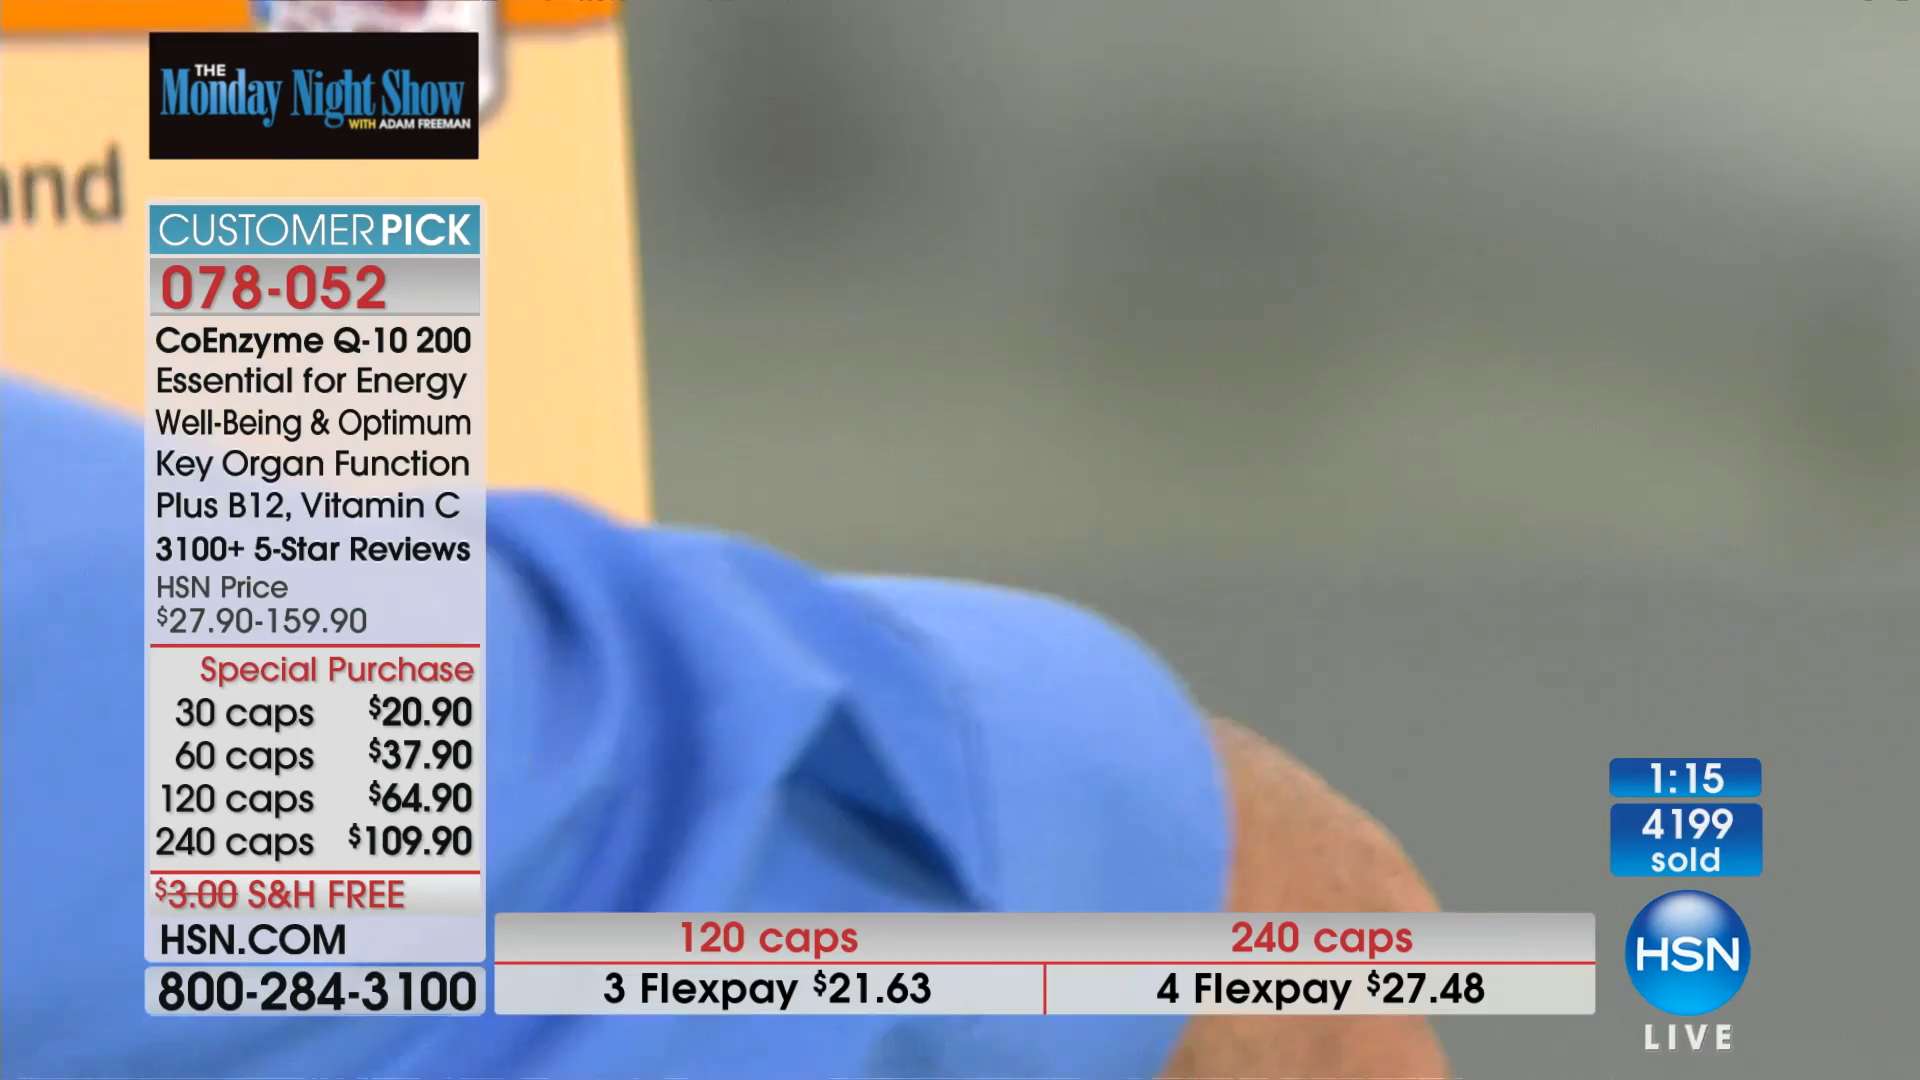 THE
Monday Night Show
WITH ADAM FREEMAN
and
CUSTOMER PICK
078-052
CoEnzyme Q-10 200
Essential for Energy
Well-Being & Optimum
Key Organ Function
Plus B12, Vitamin C
3100+ 5-Star Reviews
HSN Price
$27.90-159.90
Special Purchase
30 caps $20.90
60 caps $37.90
120 caps $64.90
240 caps $109.90
$3.00 S&H FREE
HSN.COM
800-284-3100
120 caps 240 caps
3 Flexpay $21.63 4 Flexpay $27.48
1:15
4199
sold
HSN
LIVE